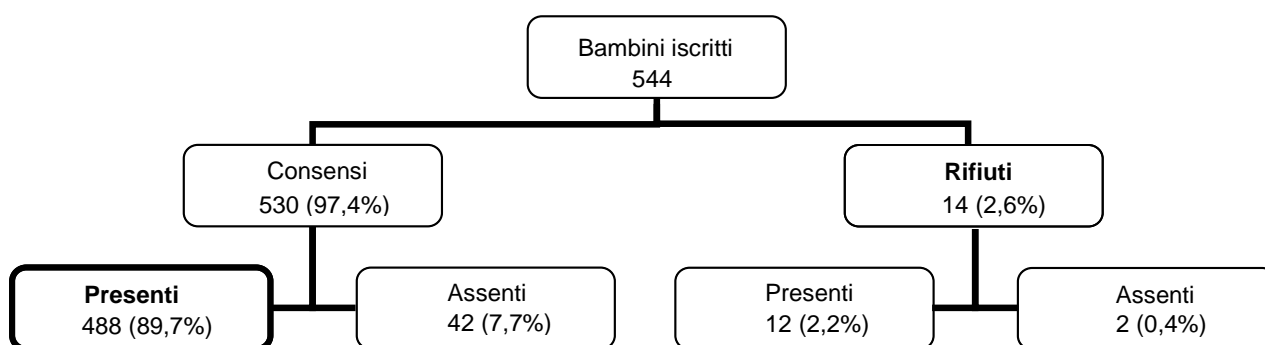 Bambini iscritti
544
Consensi
530 (97,4%)
Rifiuti
14 (2,6%)
Presenti
488 (89,7%)
Assenti
42 (7,7%)
Presenti
12 (2,2%)
Assenti
2 (0,4%)